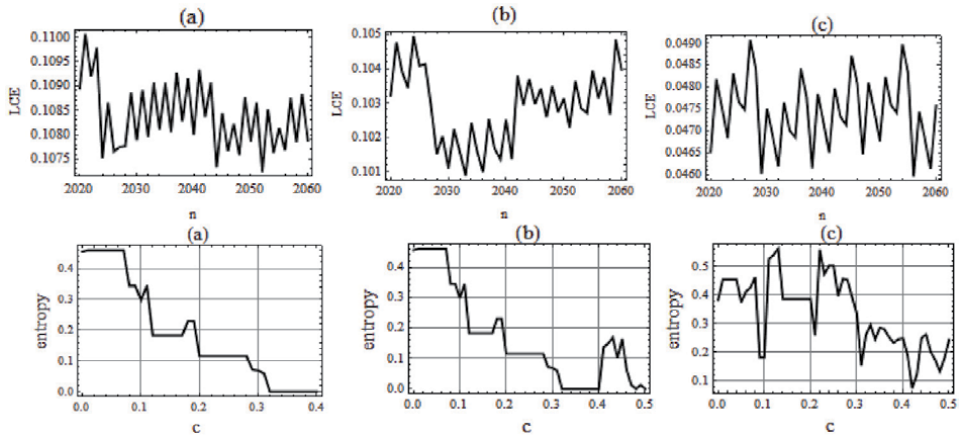 (a)
0.1100
0.1095
0.1090
0.1085
0.1080
0.1075
LCE
2020 2030 2040 2050 2060
n
(b)
0.105
0.104
0.103
0.102
0.101
LCE
2020 2030 2040 2050 2060
n
(c)
0.0490
0.0485
0.0480
0.0475
0.0470
0.0465
0.0460
LCE
2020 2030 2040 2050 2060
n
(a)
0.4
0.3
0.2
0.1
0.0
entropy
0.0 0.1 0.2 0.3 0.4
c
(b)
0.4
0.3
0.2
0.1
0.0
entropy
0.0 0.1 0.2 0.3 0.4 0.5
c
(c)
0.5
0.4
0.3
0.2
0.1
entropy
0.0 0.1 0.2 0.3 0.4 0.5
c